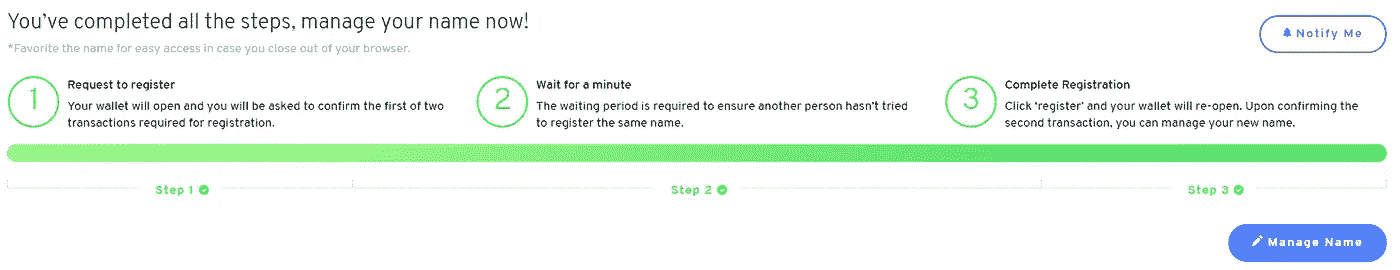 You've completed all the steps, manage your name now!
*Favorite the name for easy access in case you close out of your browser.
Notify Me
1
Request to register
Your wallet will open and you will be asked to confirm the first of two
transactions required for registration.
2
Wait for a minute
The waiting period is required to ensure another person hasn't tried
to register the same name.
3
Complete Registration
Click 'register' and your wallet will re-open. Upon confirming the
second transaction, you can manage your new name.
Step 1
Step 2
Step 3
Manage Name